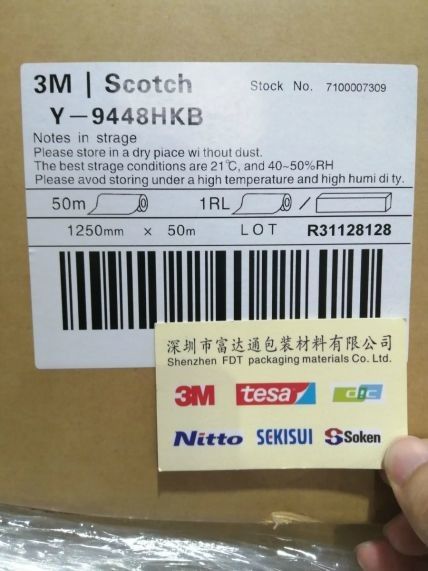 3M | Scotch Stock No. 7100007309
Y-9448HKB
Notes in strage
Please store in a dry piace wi thout dust.
The best strage conditions are 21℃, and 40~50%RH
Please avod storing under a high temperature and high humi di ty.
50m 1RL /
1250mm × 50m LOT R31128128
深圳市富达通包装材料有限公司
Shenzhen FDT packaging materials Co. Ltd.
3M tesa dic
Nitto SEKISUI Soken